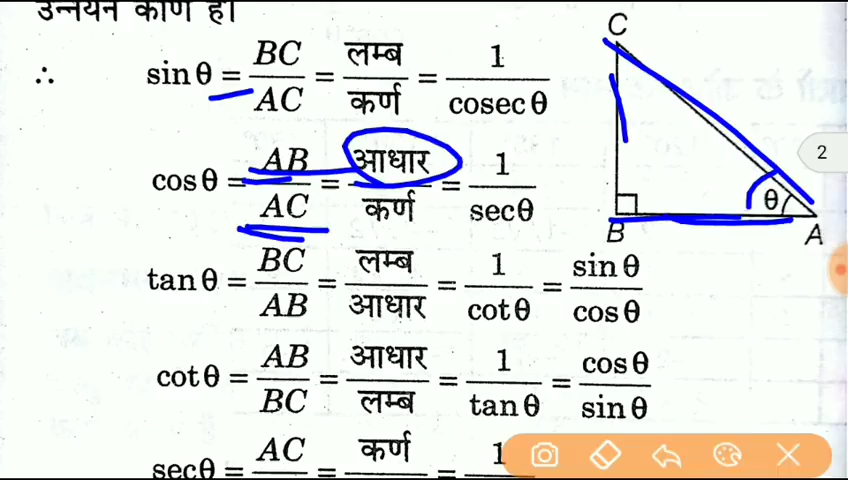 उन्नयन कोण है।
∴ sinθ = BC/AC = लम्ब/कर्ण = 1/cosecθ
cosθ = AB/AC = आधार/कर्ण = 1/secθ
tanθ = BC/AB = लम्ब/आधार = 1/cotθ = sinθ/cosθ
cotθ = AB/BC = आधार/लम्ब = 1/tanθ = cosθ/sinθ
secθ = AC = कर्ण = 1
C
θ
B A
2